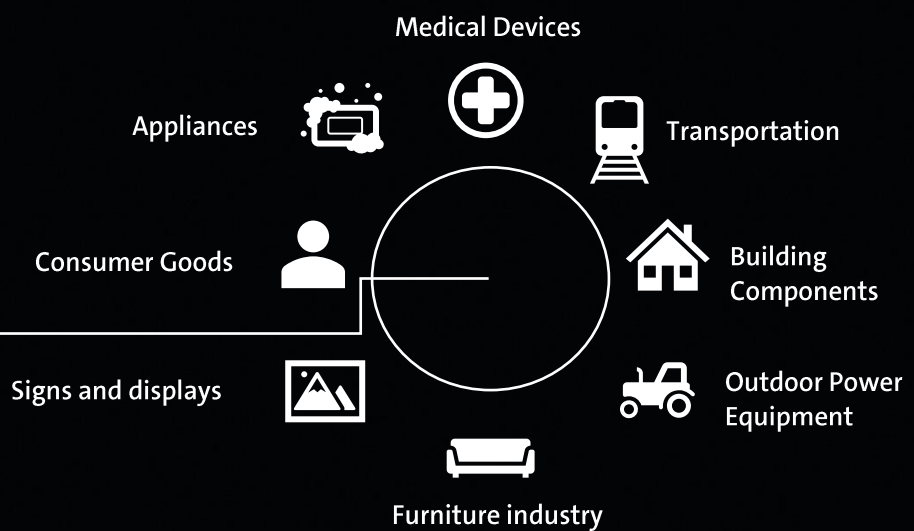 Medical Devices
Appliances
Transportation
Consumer Goods
Building
Components
Signs and displays
Outdoor Power
Equipment
Furniture industry